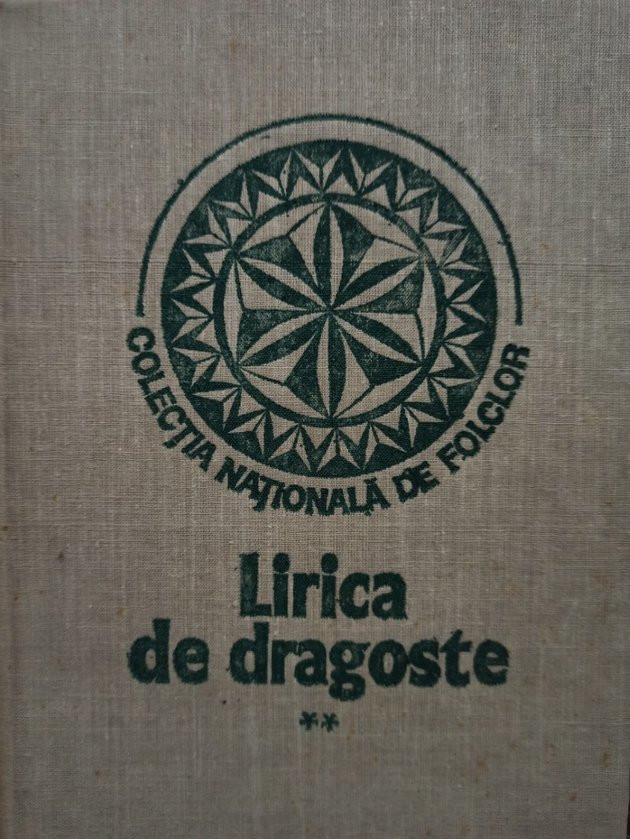 COLECȚIA NAȚIONALĂ DE FOLCLOR
Lirica
de dragoste
**